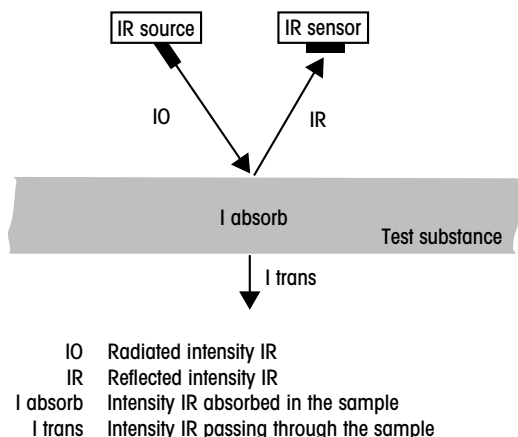 IR source
IR sensor
IO
IR
I absorb
Test substance
I trans
IO Radiated intensity IR
IR Reflected intensity IR
I absorb Intensity IR absorbed in the sample
I trans Intensity IR passing through the sample